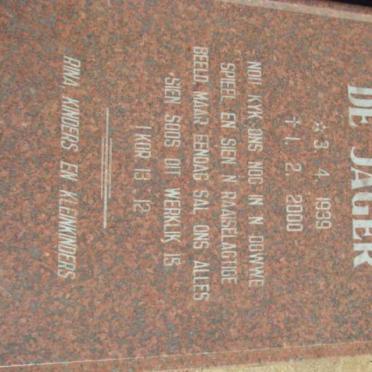 DE JAGER
☆ 3. 4. 1939
✝ 1. 2. 2000
NOU KYK ONS NOG IN N DOWWE
SPIEËL EN SIEN N RAAISELAGTIGE
BEELD, MAAR EENDAG SAL ONS ALLES
SIEN SOOS DIT WERKLIK IS
I KOR 13 12
RINA KINDERS EN KLEINKINDERS